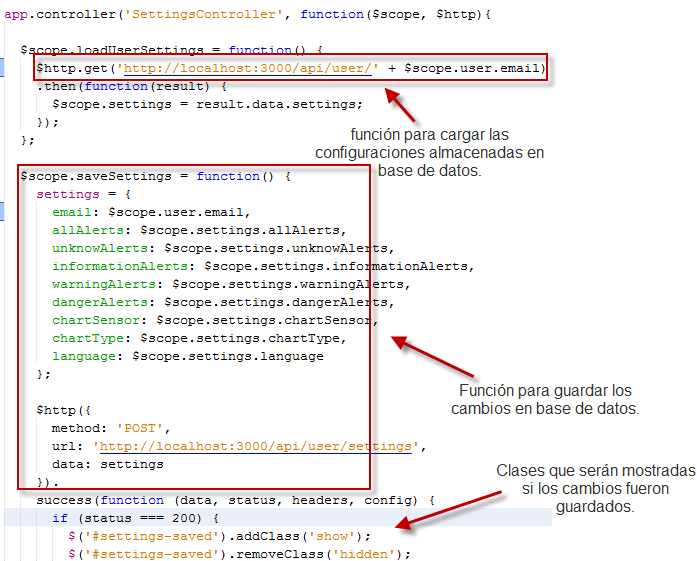 app.controller('SettingsController', function($scope, $http){
$scope.loadUserSettings = function() {
$http.get('http://localhost:3000/api/user/' + $scope.user.email)
.then(function(result) {
$scope.settings = result.data.settings;
});
};
función para cargar las
configuraciones almacenadas en
base de datos.
$scope.saveSettings = function() {
settings = {
email: $scope.user.email,
allAlerts: $scope.settings.allAlerts,
unknowAlerts: $scope.settings.unknowAlerts,
informationAlerts: $scope.settings.informationAlerts,
warningAlerts: $scope.settings.warningAlerts,
dangerAlerts: $scope.settings.dangerAlerts,
chartSensor: $scope.settings.chartSensor,
chartType: $scope.settings.chartType,
language: $scope.settings.language
};
Función para guardar los
cambios en base de datos.
$http({
method: 'POST',
url: 'http://localhost:3000/api/user/settings',
data: settings
}).
Clases que serán mostradas
si los cambios fueron
guardados.
success(function (data, status, headers, config) {
if (status === 200) {
$('#settings-saved').addClass('show');
$('#settings-saved').removeClass('hidden');